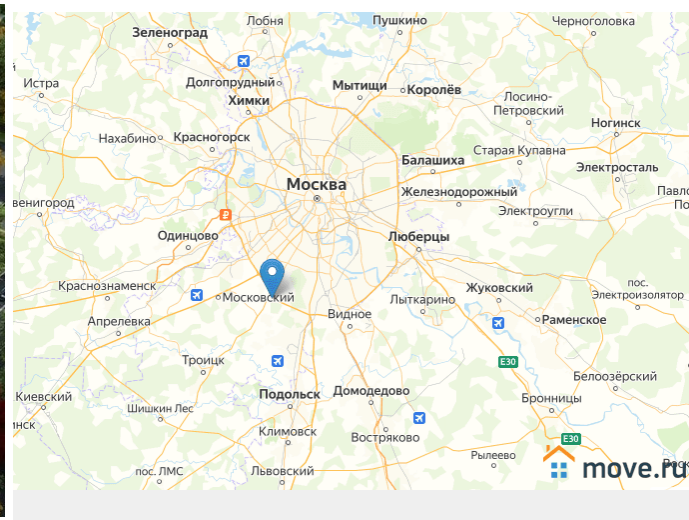 Лобня
Пушкино
Черноголовка
Зеленоград
Истра
Долгопрудный
Мытищи
Королёв
Химки
Лосино-
Петровский
Ногинск
Нахабино
Красногорск
Балашиха
Старая Купавна
Электросталь
Москва
Железнодорожный
Павло
По
венигород
Электроугли
₽
Одинцово
Люберцы
Краснознаменск
Московский
Лыткарино
Жуковский
пос.
Электроизолятор
Апрелевка
Видное
Раменское
Троицк
E30
Белоозёрский
Киевский
Шишкин Лес
Подольск
Домодедово
Бронницы
инск
Климовск
Востряково
E30
пос. ЛМС
Львовский
Рылеево
move.ru